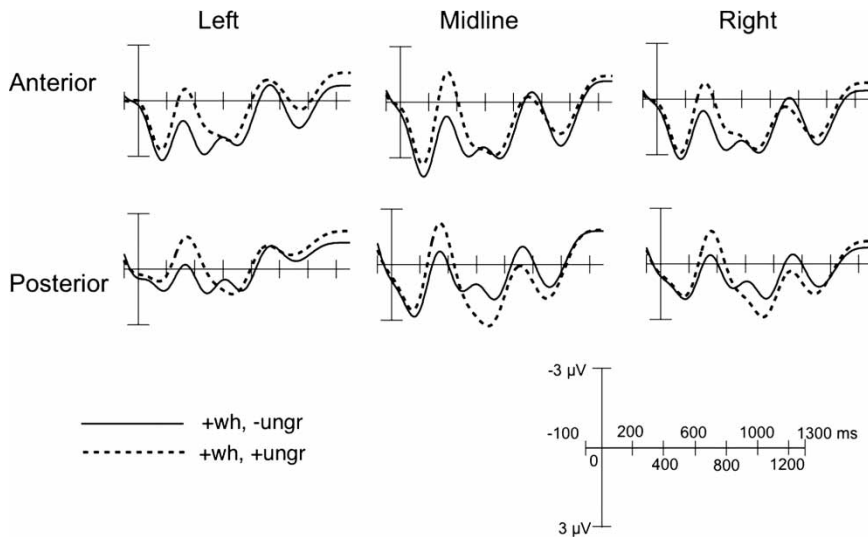 Left Midline Right
Anterior
Posterior
-3 µV
+wh, -ungr
-100 200 600 1000 1300 ms
+wh, +ungr
0 400 800 1200
3 µV